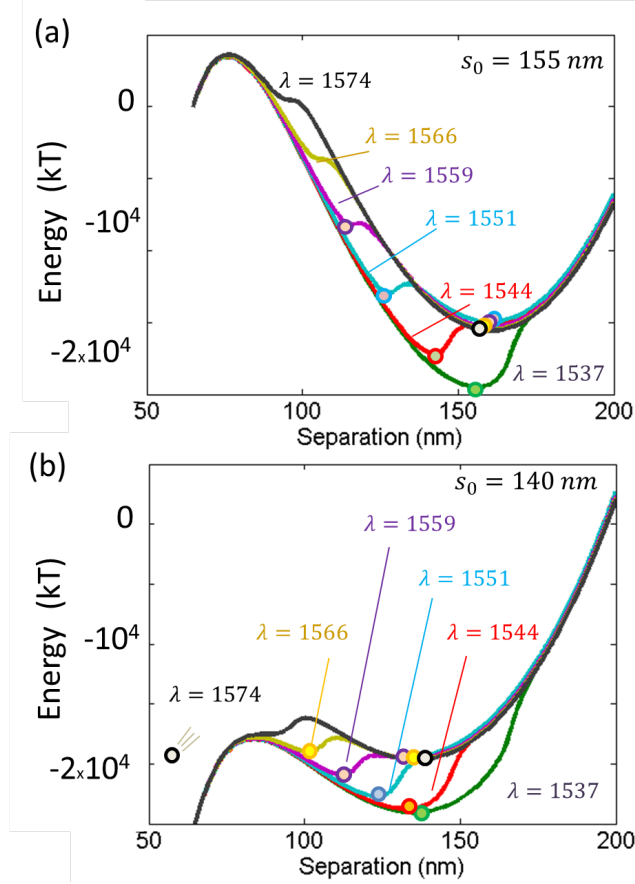 (a)
s₀ = 155 nm
λ = 1574
λ = 1566
λ = 1559
λ = 1551
λ = 1544
λ = 1537
0
-10⁴
-2x10⁴
Energy (kT)
50 100 150 200
Separation (nm)
(b)
s₀ = 140 nm
λ = 1559
λ = 1551
λ = 1566
λ = 1544
λ = 1574
λ = 1537
0
-10⁴
-2x10⁴
Energy (kT)
50 100 150 200
Separation (nm)